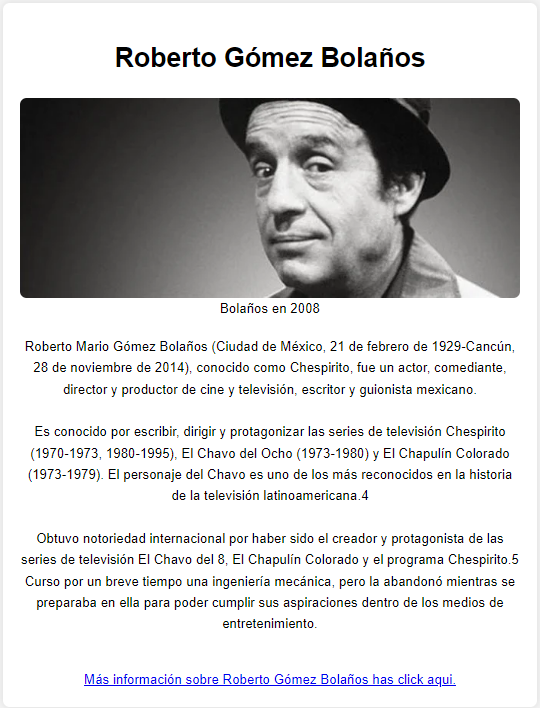 Roberto Gómez Bolaños
Bolaños en 2008
Roberto Mario Gómez Bolaños (Ciudad de México, 21 de febrero de 1929-Cancún,
28 de noviembre de 2014), conocido como Chespirito, fue un actor, comediante,
director y productor de cine y televisión, escritor y guionista mexicano.
Es conocido por escribir, dirigir y protagonizar las series de televisión Chespirito
(1970-1973, 1980-1995), El Chavo del Ocho (1973-1980) y El Chapulín Colorado
(1973-1979). El personaje del Chavo es uno de los más reconocidos en la historia
de la televisión latinoamericana.4
Obtuvo notoriedad internacional por haber sido el creador y protagonista de las
series de televisión El Chavo del 8, El Chapulín Colorado y el programa Chespirito.5
Curso por un breve tiempo una ingeniería mecánica, pero la abandonó mientras se
preparaba en ella para poder cumplir sus aspiraciones dentro de los medios de
entretenimiento.
Más información sobre Roberto Gómez Bolaños has click aqui.